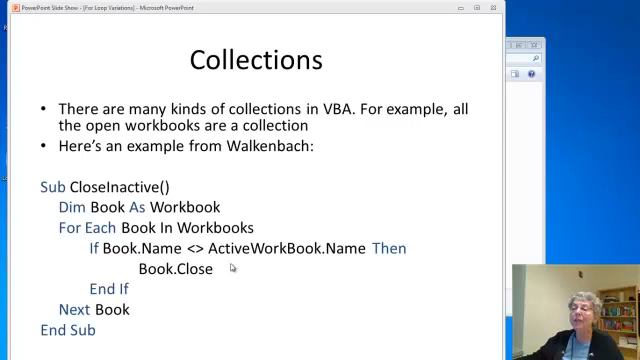 PowerPoint Slide Show - [For Loop Variations] - Microsoft PowerPoint
Collections
• There are many kinds of collections in VBA. For example, all
the open workbooks are a collection
• Here's an example from Walkenbach:
Sub CloseInactive()
Dim Book As Workbook
For Each Book In Workbooks
If Book.Name <> ActiveWorkBook.Name Then
Book.Close
End If
Next Book
End Sub